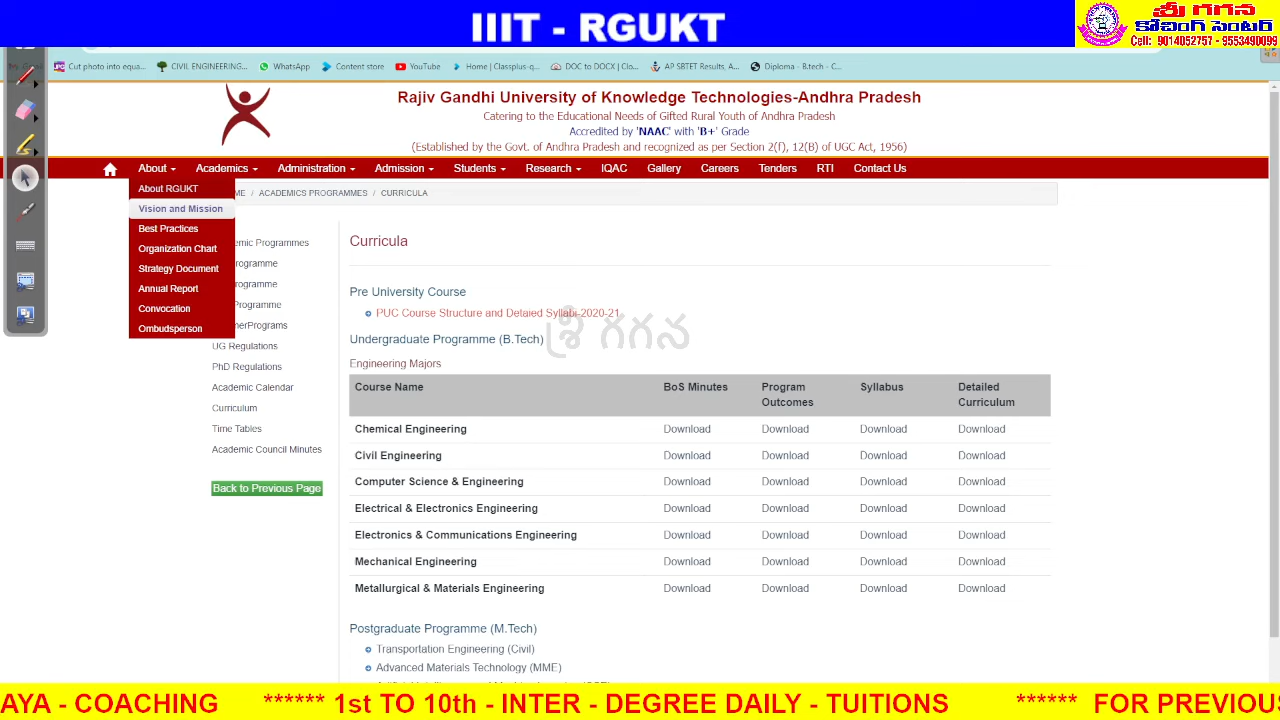 IIIT - RGUKT
శ్రీ గగన
కోచింగ్ సెంటర్
Cell: 9014052757 - 9553490099
Cut photo into equa...
CIVIL ENGINEERING...
WhatsApp
Content store
YouTube
Home | Classplus-q...
DOC to DOCX | Clo...
AP SBTET Results, A...
Diploma - B.tech - C...
Rajiv Gandhi University of Knowledge Technologies-Andhra Pradesh
Catering to the Educational Needs of Gifted Rural Youth of Andhra Pradesh
Accredited by 'NAAC' with 'B+' Grade
(Established by the Govt. of Andhra Pradesh and recognized as per Section 2(f), 12(B) of UGC Act, 1956)
About Academics Administration Admission Students Research IQAC Gallery Careers Tenders RTI Contact Us
About RGUKT
Vision and Mission
Best Practices
Organization Chart
Strategy Document
Annual Report
Convocation
Ombudsperson
/ ACADEMICS PROGRAMMES / CURRICULA
UG Regulations
PhD Regulations
Academic Calendar
Curriculum
Time Tables
Academic Council Minutes
Back to Previous Page
Curricula
Pre University Course
PUC Course Structure and Detaled Syllabi-2020-21
శ్రీ గగన
Undergraduate Programme (B.Tech)
Engineering Majors
Course Name BoS Minutes Program Outcomes Syllabus Detailed Curriculum
Chemical Engineering Download Download Download Download
Civil Engineering Download Download Download Download
Computer Science & Engineering Download Download Download Download
Electrical & Electronics Engineering Download Download Download Download
Electronics & Communications Engineering Download Download Download Download
Mechanical Engineering Download Download Download Download
Metallurgical & Materials Engineering Download Download Download Download
Postgraduate Programme (M.Tech)
Transportation Engineering (Civil)
Advanced Materials Technology (MME)
AYA - COACHING ****** 1st TO 10th - INTER - DEGREE DAILY - TUITIONS ****** FOR PREVIOUS